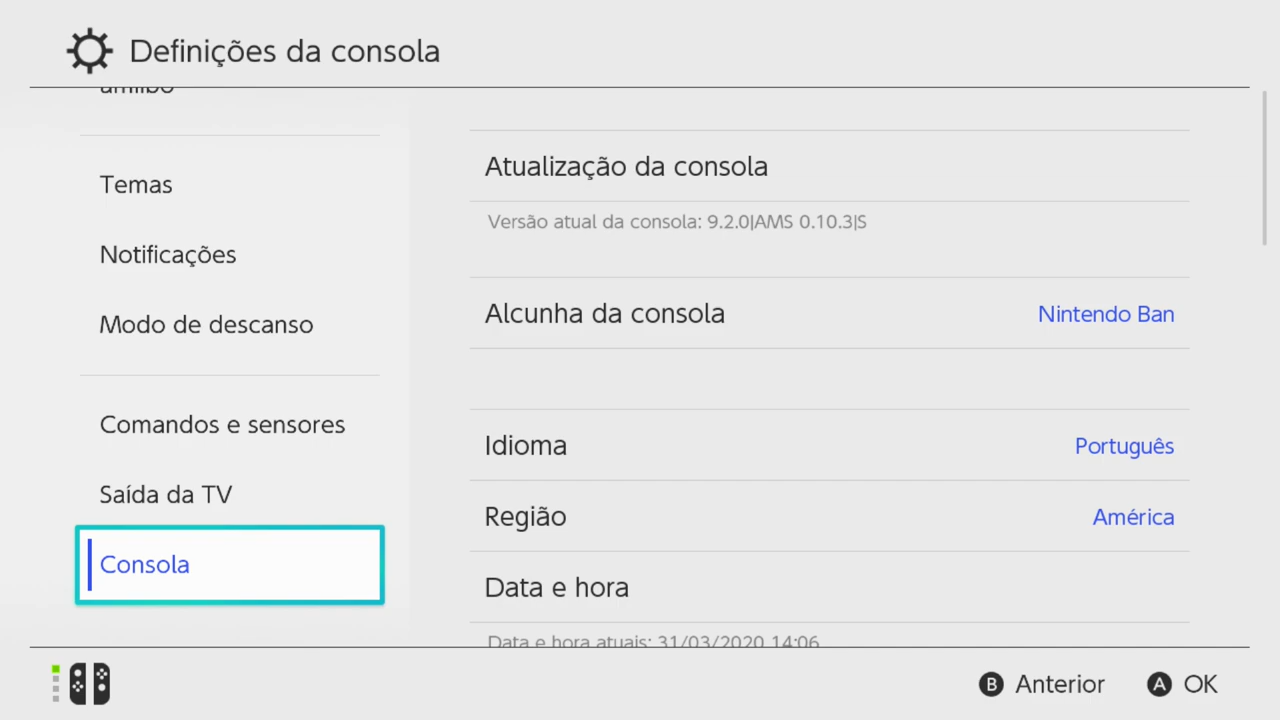 Definições da consola
amiibo
Temas
Notificações
Modo de descanso
Comandos e sensores
Saída da TV
Consola
Atualização da consola
Versão atual da consola: 9.2.0|AMS 0.10.3|S
Alcunha da consola Nintendo Ban
Idioma Português
Região América
Data e hora
Data e hora atuais: 31/03/2020 14:06
B Anterior A OK